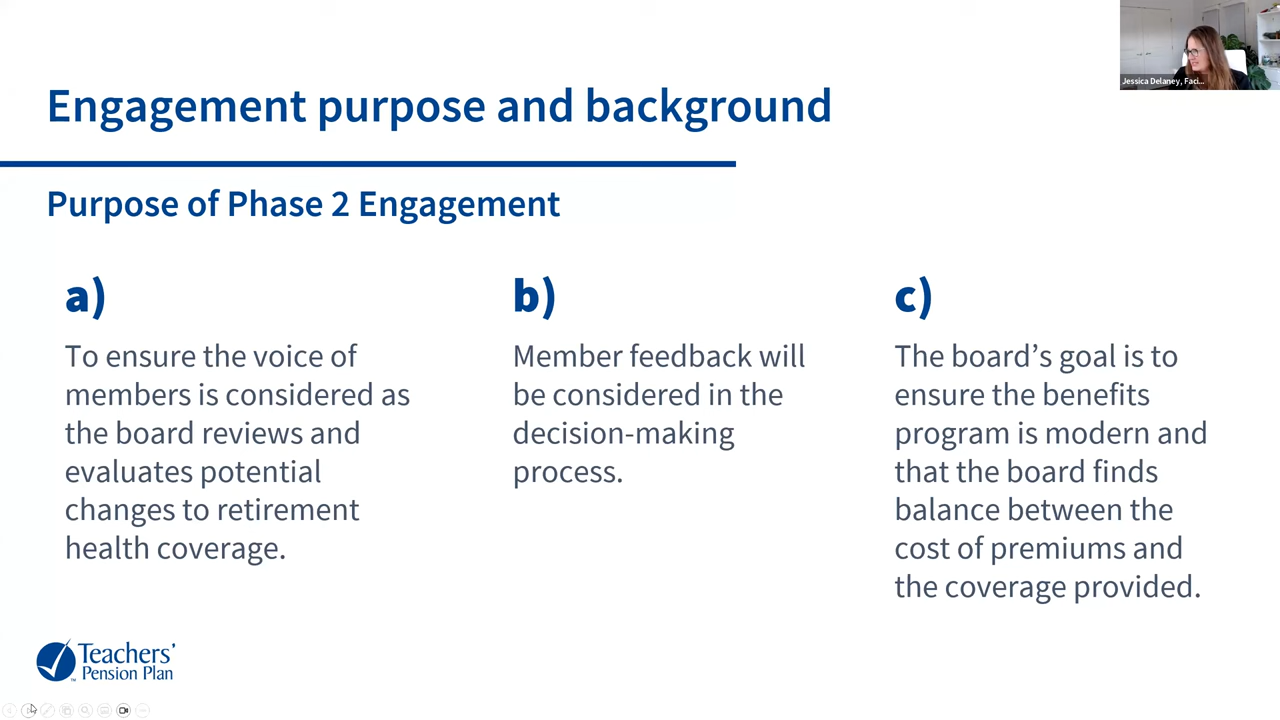 Jessica Delaney, Faci...
Engagement purpose and background
Purpose of Phase 2 Engagement
a)
To ensure the voice of
members is considered as
the board reviews and
evaluates potential
changes to retirement
health coverage.
b)
Member feedback will
be considered in the
decision-making
process.
c)
The board’s goal is to
ensure the benefits
program is modern and
that the board finds
balance between the
cost of premiums and
the coverage provided.
Teachers’
Pension Plan
TM